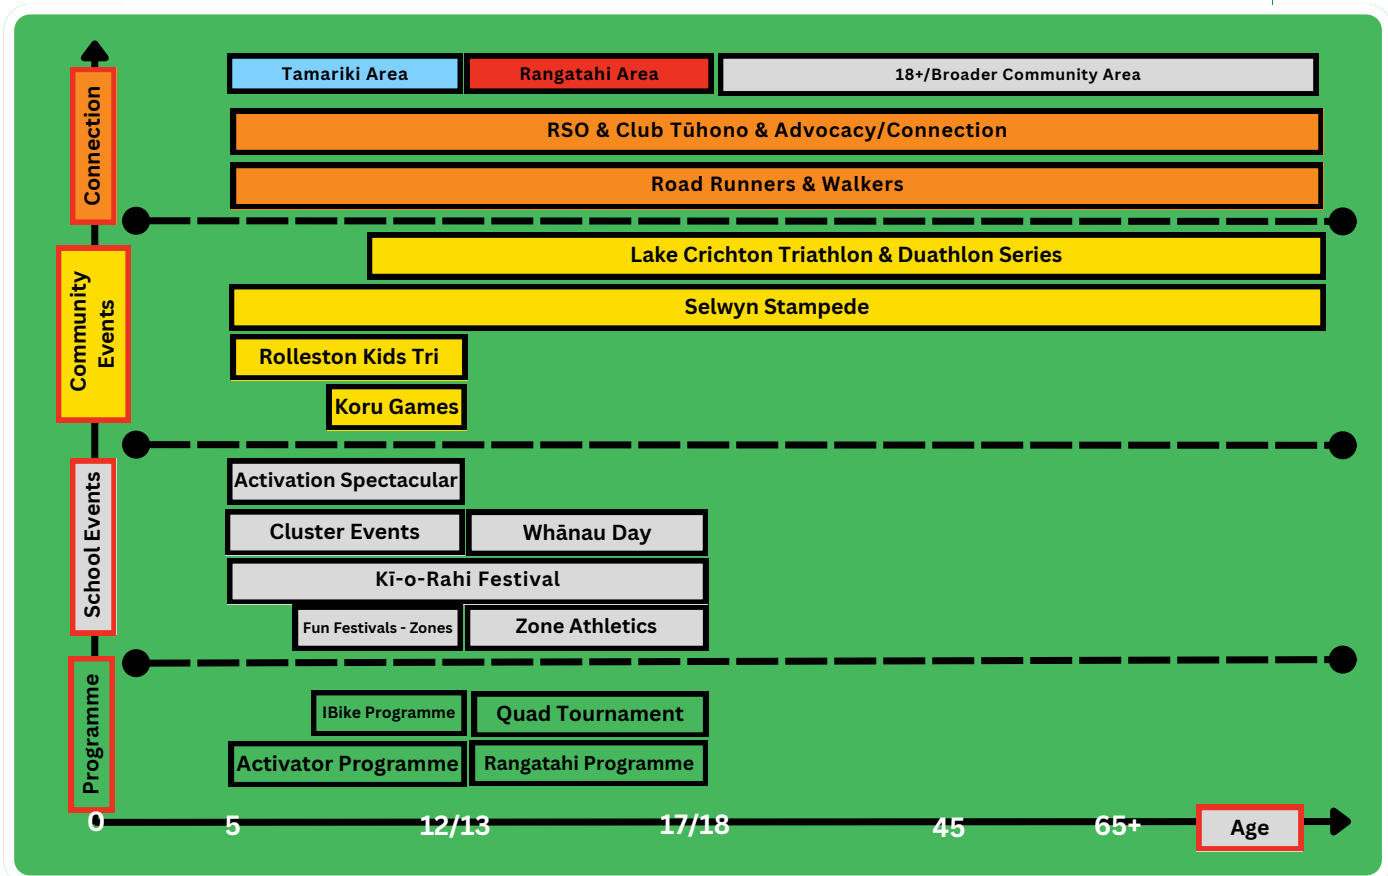 Tamariki Area
Rangatahi Area
18+/Broader Community Area
Connection
RSO & Club Tūhono & Advocacy/Connection
Road Runners & Walkers
Community
Events
Lake Crichton Triathlon & Duathlon Series
Selwyn Stampede
Rolleston Kids Tri
Koru Games
School Events
Activation Spectacular
Cluster Events
Whānau Day
Kī-o-Rahi Festival
Fun Festivals - Zones
Zone Athletics
Programme
IBike Programme
Quad Tournament
Activator Programme
Rangatahi Programme
0
5
12/13
17/18
45
65+
Age